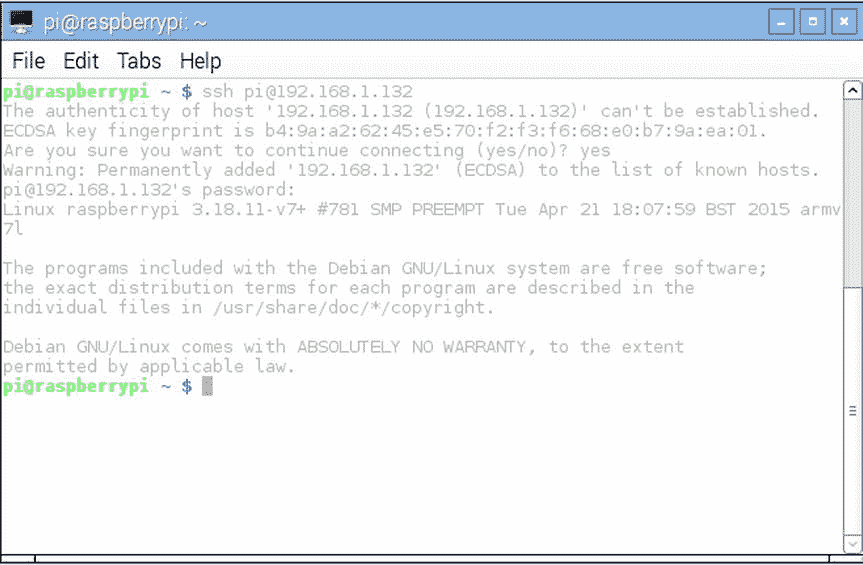 pi@raspberrypi: ~
File Edit Tabs Help
pi@raspberrypi ~ $ ssh pi@192.168.1.132
The authenticity of host '192.168.1.132 (192.168.1.132)' can't be established.
ECDSA key fingerprint is b4:9a:a2:62:45:e5:70:f2:f3:f6:68:e0:b7:9a:ea:01.
Are you sure you want to continue connecting (yes/no)? yes
Warning: Permanently added '192.168.1.132' (ECDSA) to the list of known hosts.
pi@192.168.1.132's password:
Linux raspberrypi 3.18.11-v7+ #781 SMP PREEMPT Tue Apr 21 18:07:59 BST 2015 armv
7l
The programs included with the Debian GNU/Linux system are free software;
the exact distribution terms for each program are described in the
individual files in /usr/share/doc/*/copyright.
Debian GNU/Linux comes with ABSOLUTELY NO WARRANTY, to the extent
permitted by applicable law.
pi@raspberrypi ~ $